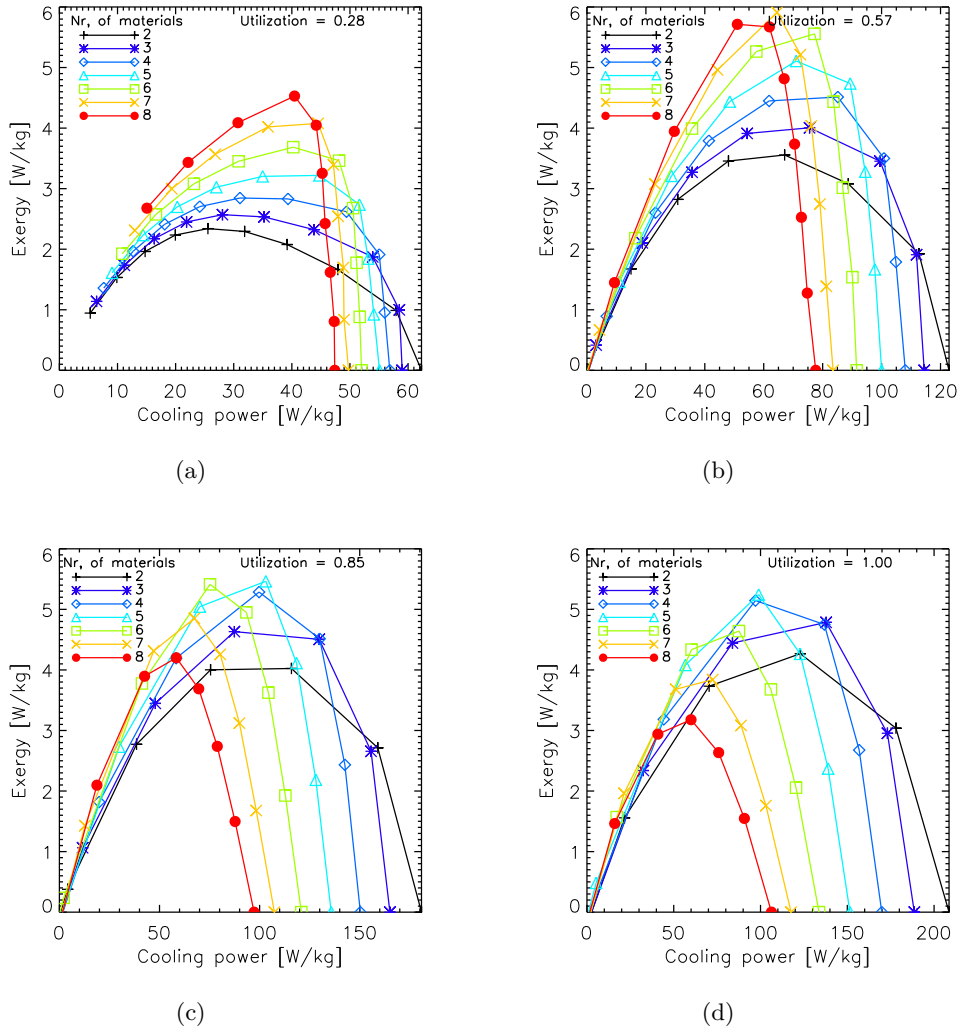 Nr, of materials
Utilization = 0.28
2
3
4
5
6
7
8
Exergy [W/kg]
6
5
4
3
2
1
0
0 10 20 30 40 50 60
Cooling power [W/kg]
(a)
Nr, of materials
Utilization = 0.57
2
3
4
5
6
7
8
Exergy [W/kg]
6
5
4
3
2
1
0
0 20 40 60 80 100 120
Cooling power [W/kg]
(b)
Nr, of materials
Utilization = 0.85
2
3
4
5
6
7
8
Exergy [W/kg]
6
5
4
3
2
1
0
0 50 100 150
Cooling power [W/kg]
(c)
Nr, of materials
Utilization = 1.00
2
3
4
5
6
7
8
Exergy [W/kg]
6
5
4
3
2
1
0
0 50 100 150 200
Cooling power [W/kg]
(d)